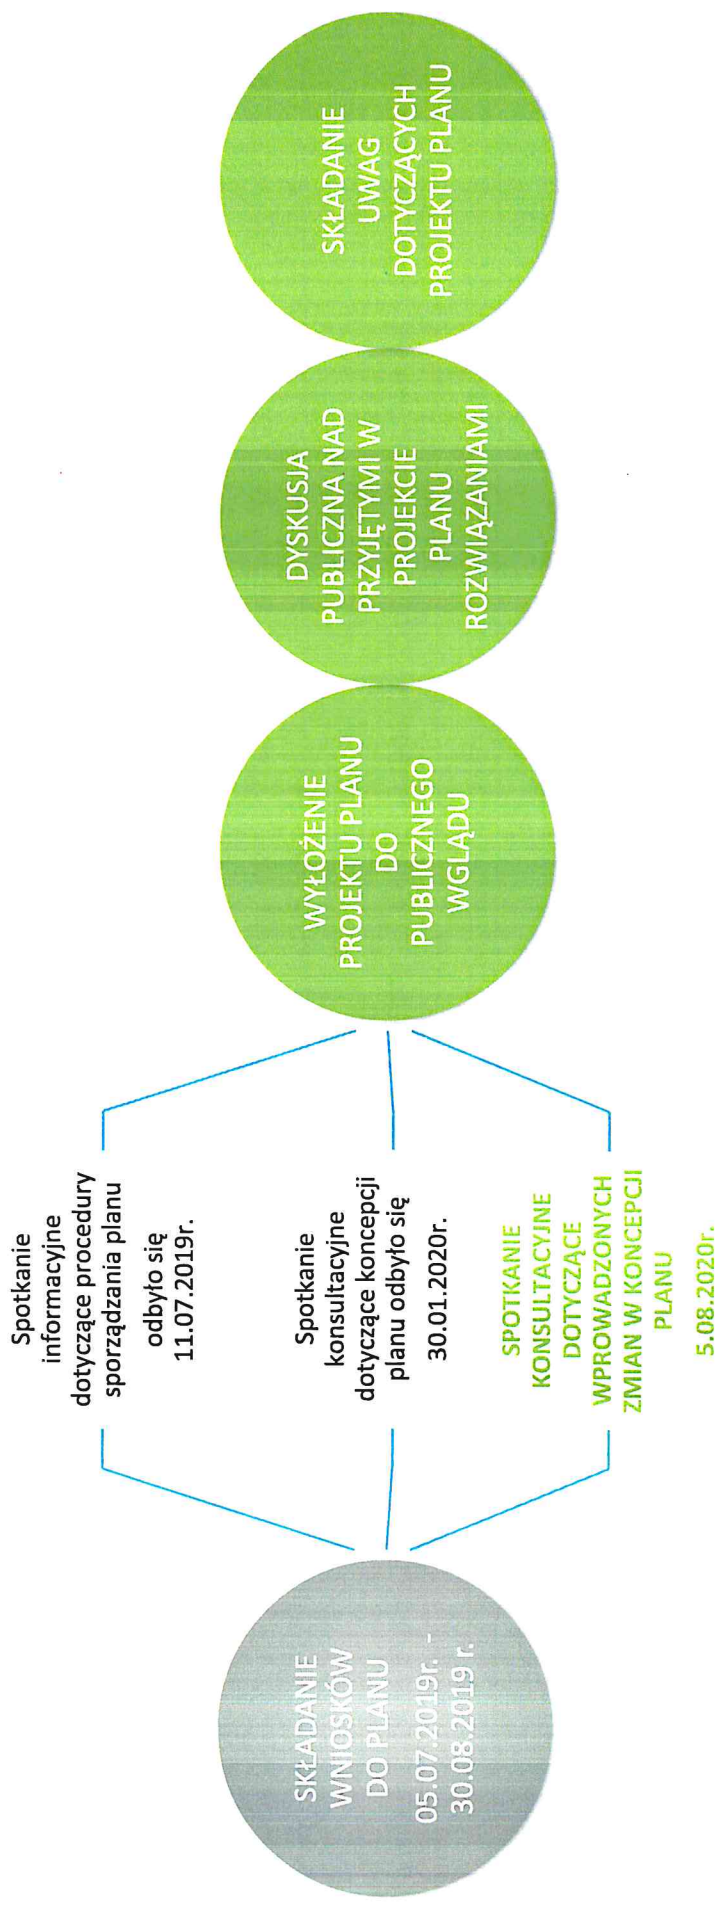 SKŁADANIE
WNIOSKÓW
DO PLANU
05.07.2019r. -
30.08.2019 r.
Spotkanie
informacyjne
dotyczące procedury
sporządzania planu
odbyło się
11.07.2019r.
Spotkanie
konsultacyjne
dotyczące koncepcji
planu odbyło się
30.01.2020r.
SPOTKANIE
KONSULTACYJNE
DOTYCZĄCE
WPROWADZONYCH
ZMIAN W KONCEPCJI
PLANU
5.08.2020r.
WYŁOŻENIE
PROJEKTU PLANU
DO
PUBLICZNEGO
WGLĄDU
DYSKUSJA
PUBLICZNA NAD
PRZYJĘTYMI W
PROJEKCIE
PLANU
ROZWIĄZANIAMI
SKŁADANIE
UWAG
DOTYCZĄCYCH
PROJEKTU PLANU